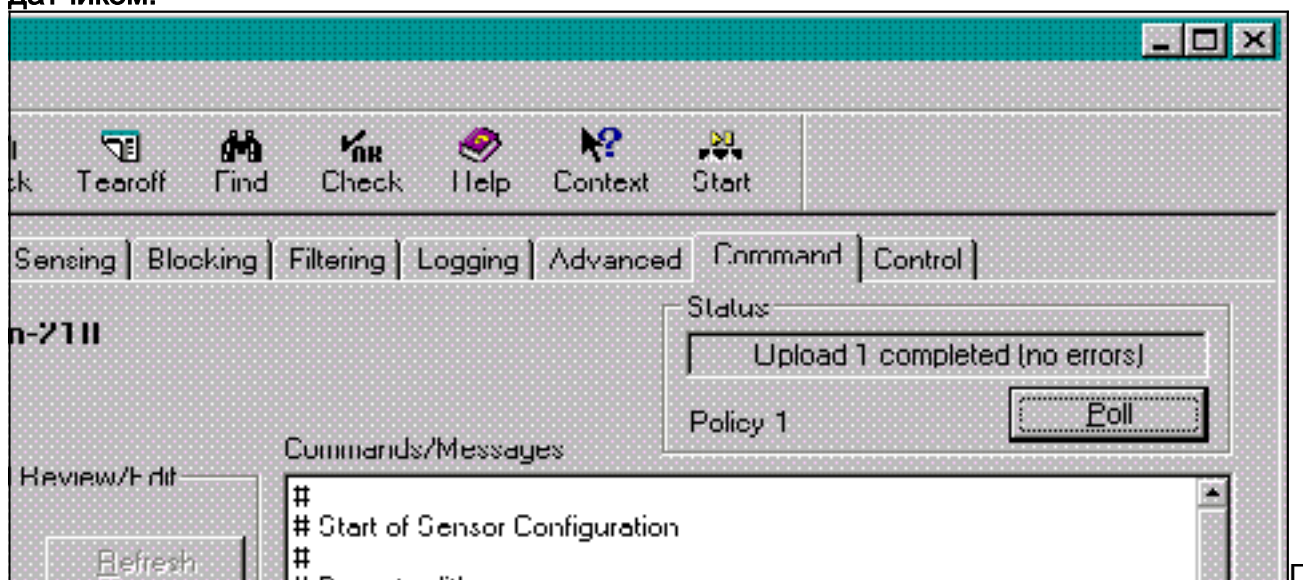 датчиком.
Tearoff Find Check Help Context Start
Sensing Blocking Filtering Logging Advanced Command Control
Status
Upload 1 completed (no errors)
Policy 1 Poll
Commands/Messages
Review/Edit
#
# Start of Sensor Configuration
Refresh #